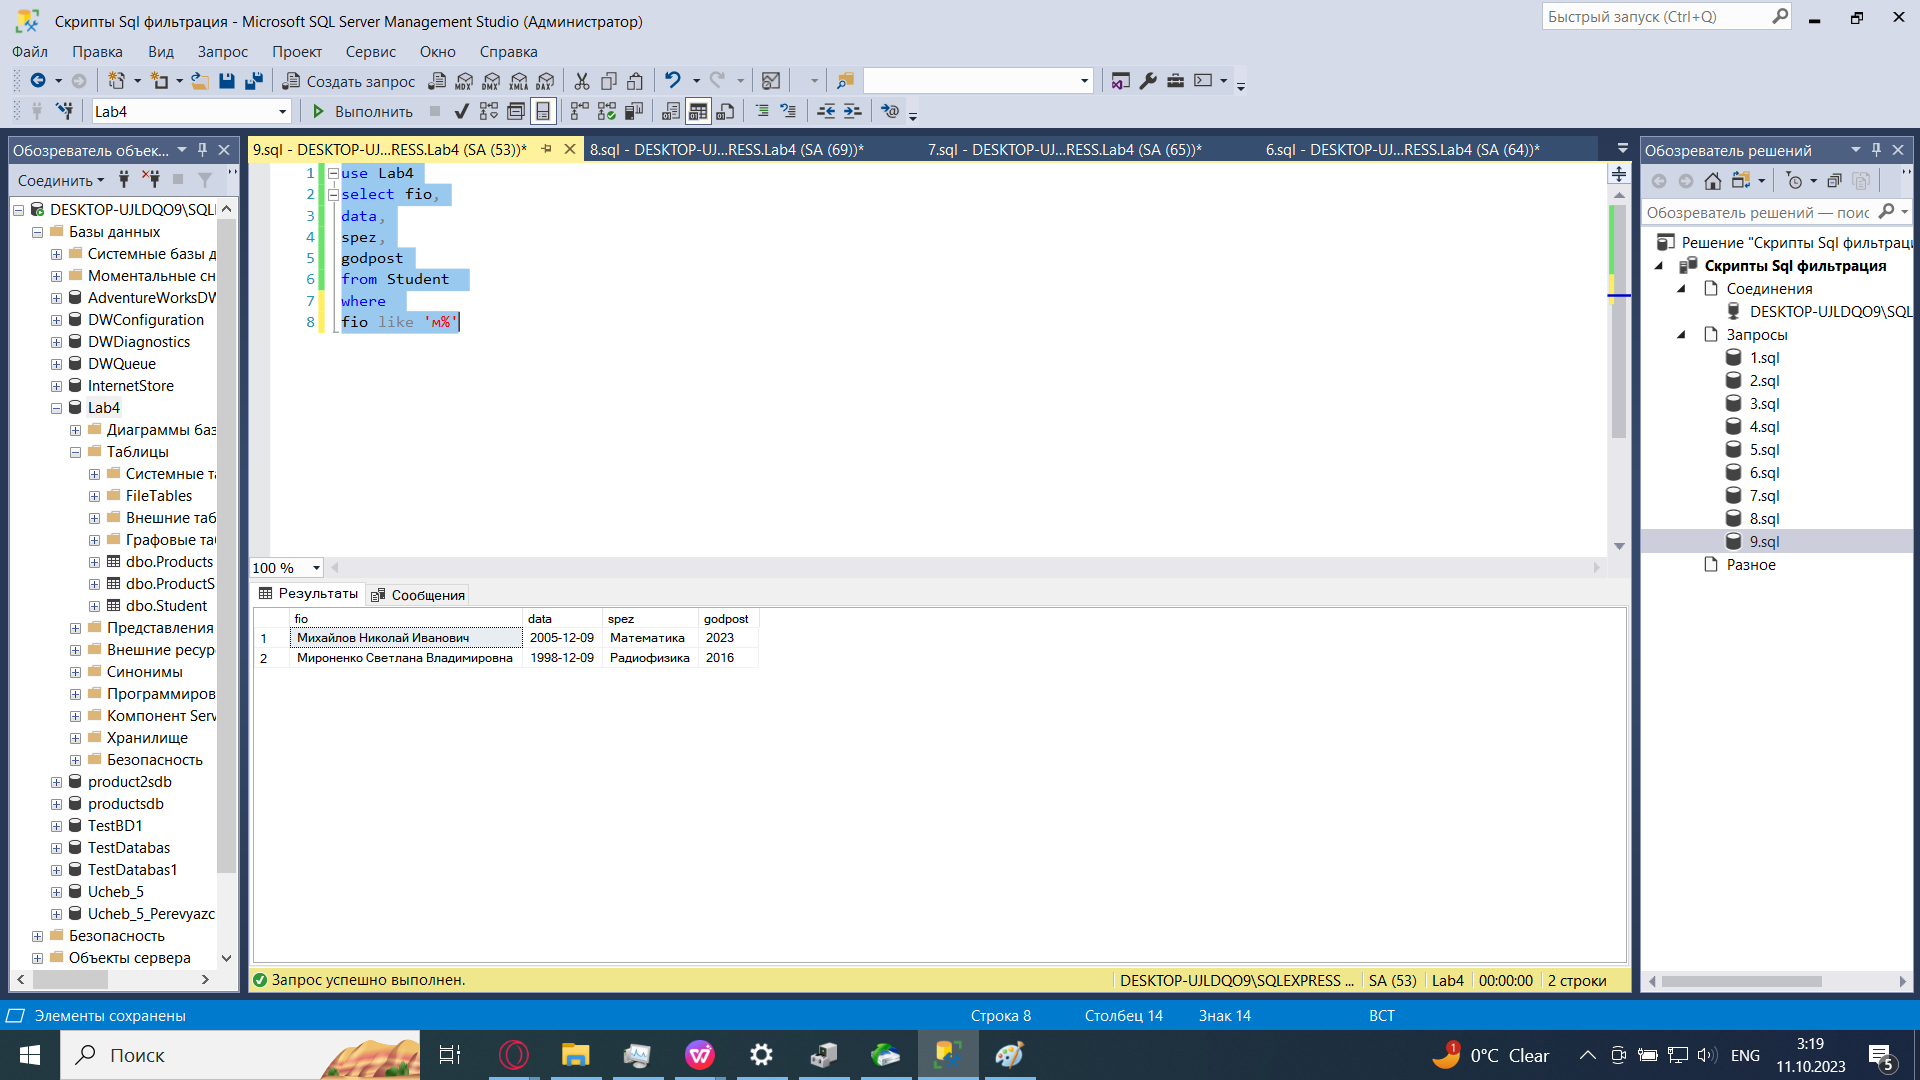 Скрипты Sql фильтрация - Microsoft SQL Server Management Studio (Администратор)
Быстрый запуск (Ctrl+Q)
Файл Правка Вид Запрос Проект Сервис Окно Справка
Создать запрос
MDX DMX XMLA DAX
Lab4
Выполнить
Обозреватель объек...
Соединить
DESKTOP-UJLDQO9\SQL
Базы данных
Системные базы д
Моментальные сн
AdventureWorksDW
DWConfiguration
DWDiagnostics
DWQueue
InternetStore
Lab4
Диаграммы баз
Таблицы
Системные та
FileTables
Внешние таб
Графовые та
dbo.Products
dbo.ProductS
dbo.Student
Представления
Внешние ресур
Синонимы
Программиров
Компонент Serv
Хранилище
Безопасность
product2sdb
productsdb
TestBD1
TestDatabas
TestDatabas1
Ucheb_5
Ucheb_5_Perevyazc
Безопасность
Объекты сервера
9.sql - DESKTOP-UJ...RESS.Lab4 (SA (53))*
8.sql - DESKTOP-UJ...RESS.Lab4 (SA (69))*
7.sql - DESKTOP-UJ...RESS.Lab4 (SA (65))*
6.sql - DESKTOP-UJ...RESS.Lab4 (SA (64))*
1 use Lab4
2 select fio,
3 data,
4 spez,
5 godpost
6 from Student
7 where
8 fio like 'м%'
100 %
Результаты Сообщения
fio data spez godpost
1 Михайлов Николай Иванович 2005-12-09 Математика 2023
2 Мироненко Светлана Владимировна 1998-12-09 Радиофизика 2016
Запрос успешно выполнен.
DESKTOP-UJLDQO9\SQLEXPRESS ... SA (53) Lab4 00:00:00 2 строки
Обозреватель решений
Обозреватель решений — поис
Решение "Скрипты Sql фильтраци
Скрипты Sql фильтрация
Соединения
DESKTOP-UJLDQO9\SQL
Запросы
1.sql
2.sql
3.sql
4.sql
5.sql
6.sql
7.sql
8.sql
9.sql
Разное
Элементы сохранены
Строка 8 Столбец 14 Знак 14 ВСТ
Поиск
1
0°C Clear
ENG
3:19
11.10.2023
5